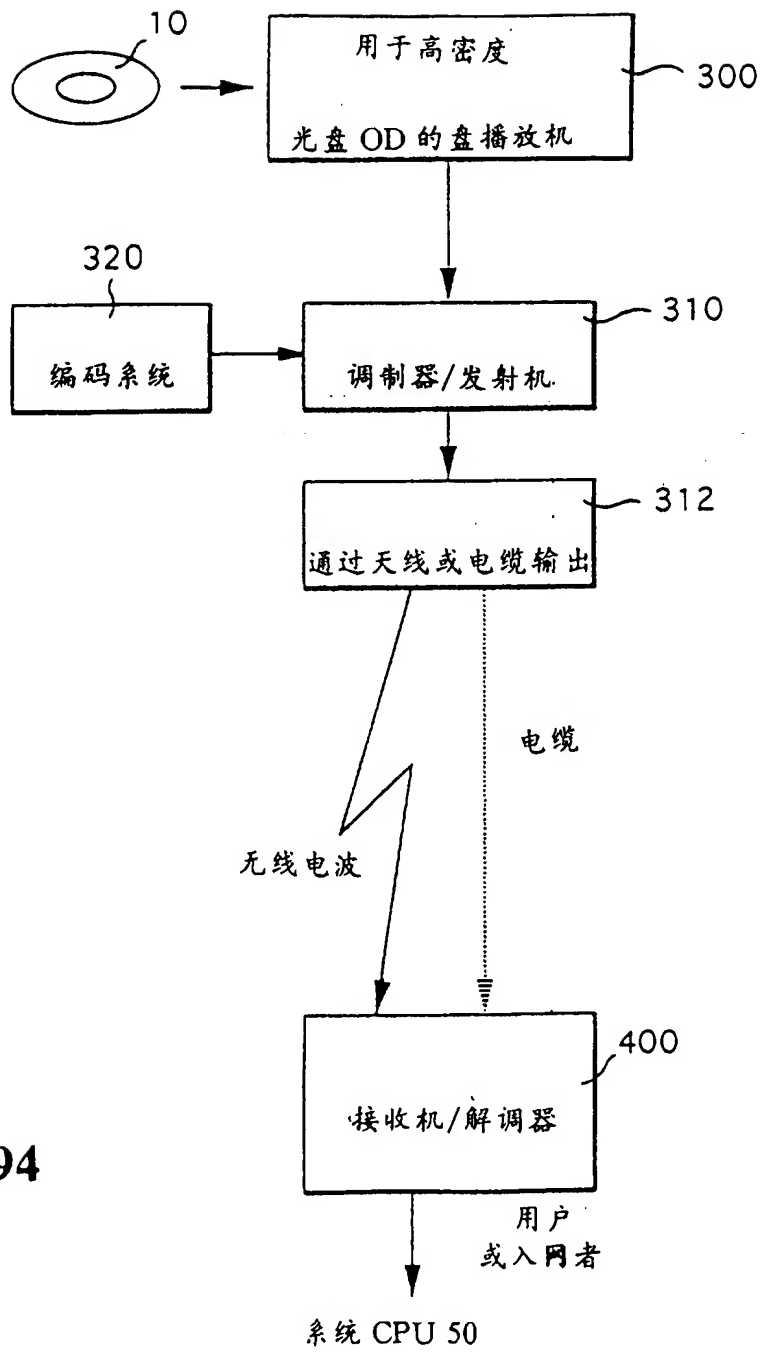 10
用于高密度
光盘 OD 的盘播放机
300
320
编码系统
310
调制器/发射机
312
通过天线或电缆输出
电缆
无线电波
400
接收机/解调器
94
用户
或入网者
系统 CPU 50